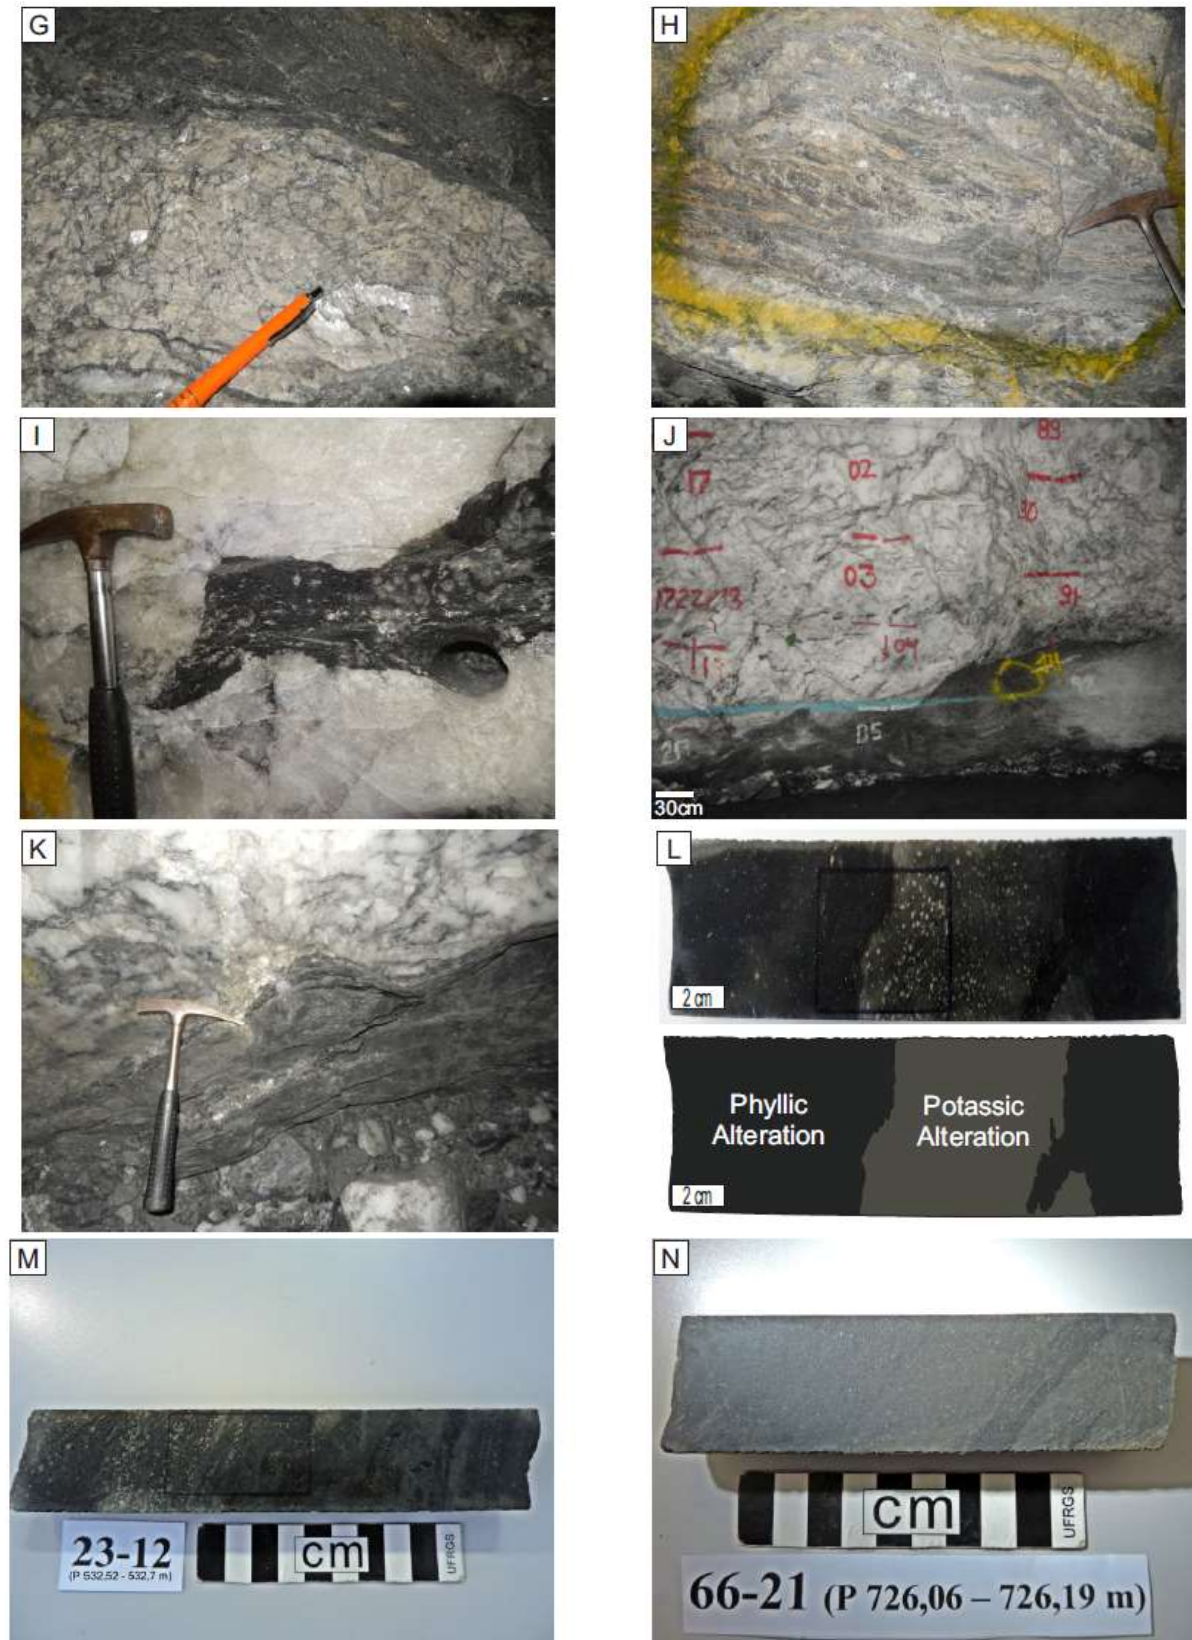 G
H
I
J
89
17
02
90
03
91
04
05
30cm
K
L
2 cm
Phyllic
Alteration
Potassic
Alteration
2 cm
M
23-12
(P 532,52 - 532,7 m)
cm
UFRGS
N
cm
UFRGS
66-21 (P 726,06 – 726,19 m)